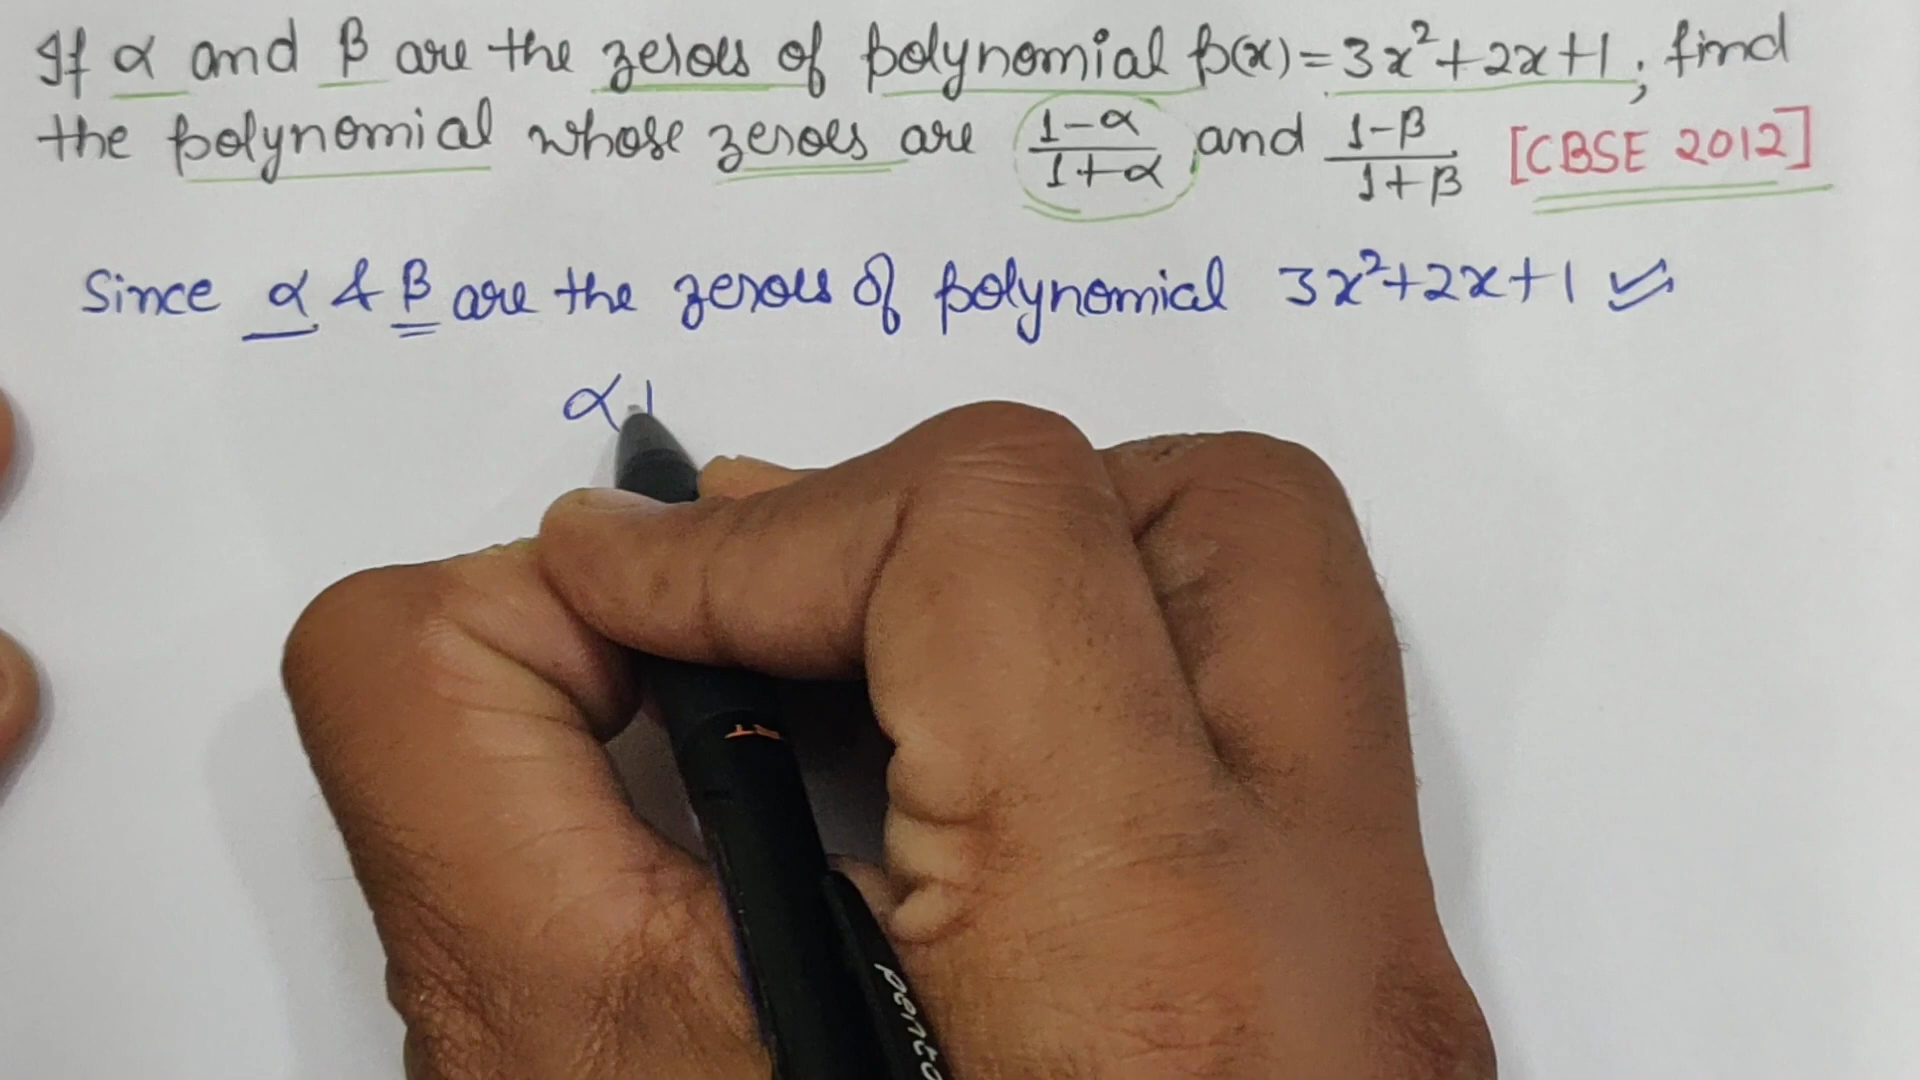 If α and β are the zeroes of polynomial p(x)=3x²+2x+1, find
the polynomial whose zeroes are (1-α)/(1+α) and (1-β)/(1+β) [CBSE 2012]
Since α & β are the zeroes of polynomial 3x²+2x+1
α